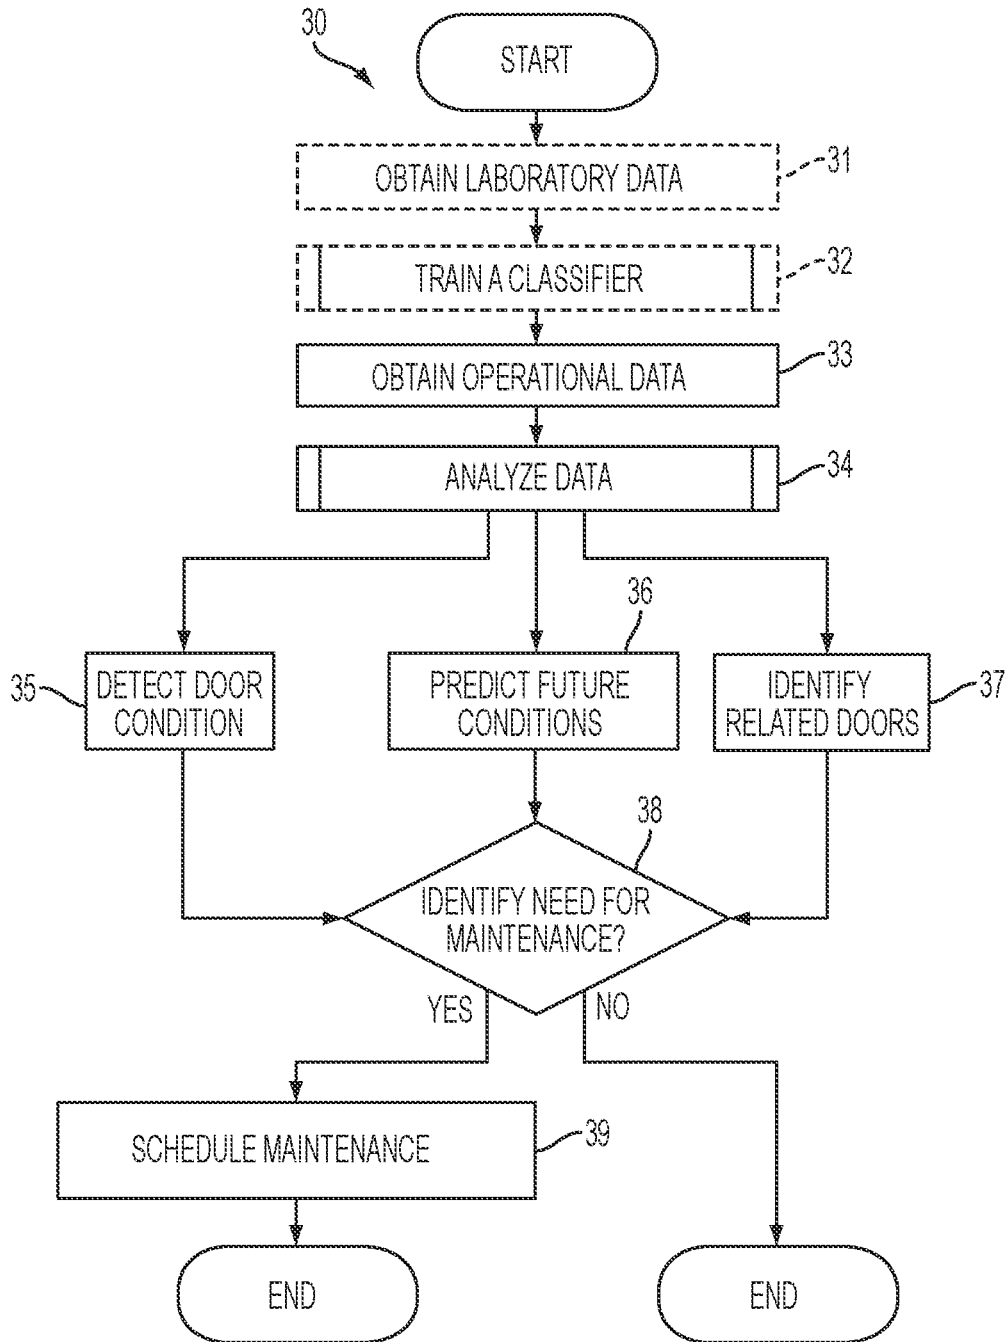 30
START
OBTAIN LABORATORY DATA
31
TRAIN A CLASSIFIER
32
OBTAIN OPERATIONAL DATA
33
ANALYZE DATA
34
35
DETECT DOOR
CONDITION
36
PREDICT FUTURE
CONDITIONS
IDENTIFY
RELATED DOORS
37
38
IDENTIFY NEED FOR
MAINTENANCE?
YES
NO
SCHEDULE MAINTENANCE
39
END
END